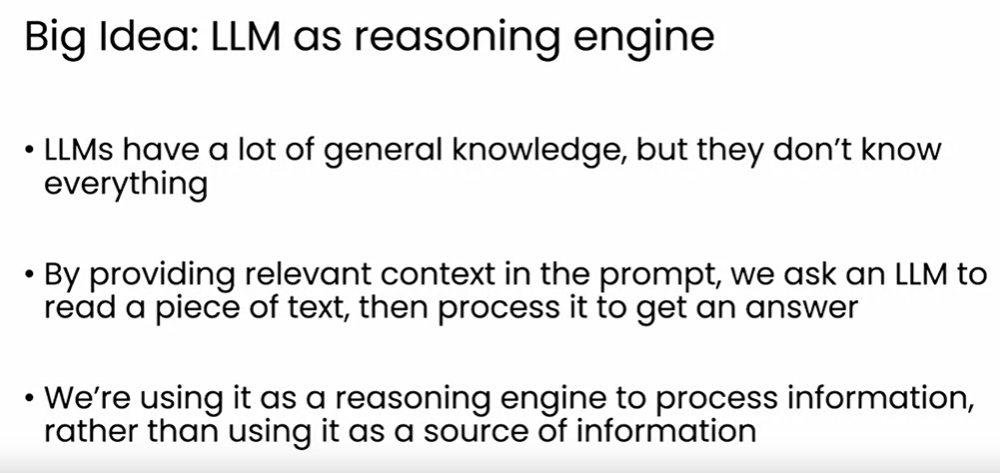 Big Idea: LLM as reasoning engine
• LLMs have a lot of general knowledge, but they don't know
everything
• By providing relevant context in the prompt, we ask an LLM to
read a piece of text, then process it to get an answer
• We're using it as a reasoning engine to process information,
rather than using it as a source of information